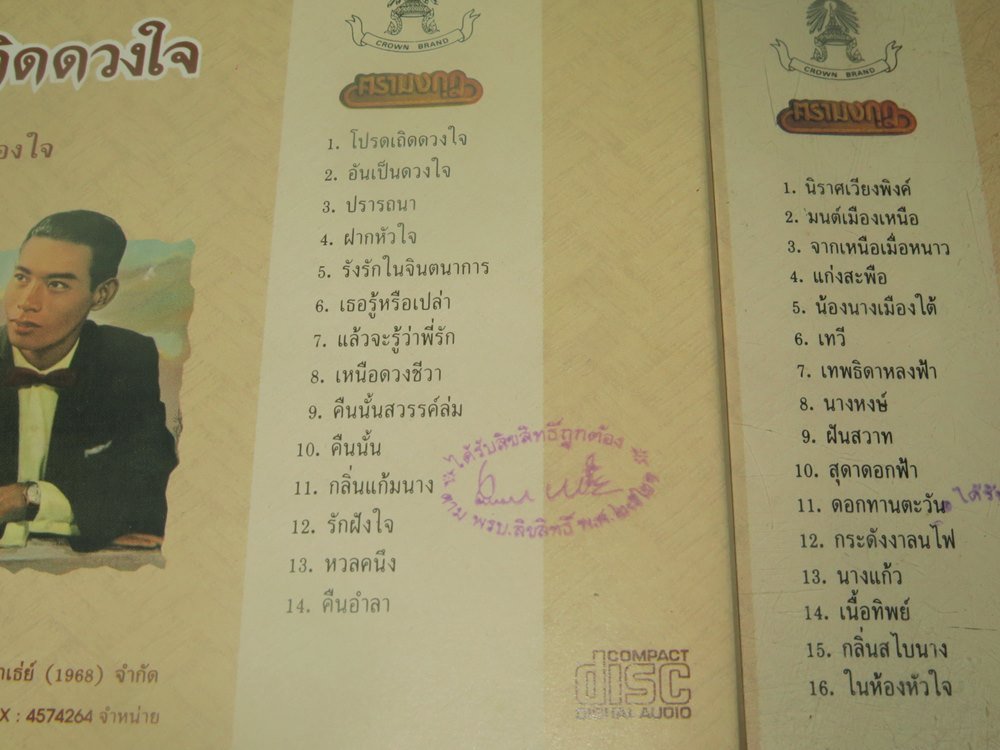 ถิดดวงใจ
องใจ
CROWN BRAND
ตรามงกุฎ
1. โปรดเถิดดวงใจ
2. อันเป็นดวงใจ
3. ปรารถนา
4. ฝากหัวใจ
5. รังรักในจินตนาการ
6. เธอรู้หรือเปล่า
7. แล้วจะรู้ว่าพี่รัก
8. เหนือดวงชีวา
9. คืนนั้นสวรรค์ล่ม
10. คืนนั้น
11. กลิ่นแก้มนาง
12. รักฝังใจ
13. หวลคนึง
14. คืนอำลา
ได้รับลิขสิทธิ์ถูกต้อง
ตาม พรบ.ลิขสิทธิ์ พ.ศ.๒๕๒๑
COMPACT
disc
DIGITAL AUDIO
เธ่ย์ (1968) จำกัด
X : 4574264 จำหน่าย
CROWN BRAND
ตรามงกุฎ
1. นิราศเวียงพิงค์
2. มนต์เมืองเหนือ
3. จากเหนือเมื่อหนาว
4. แก่งสะพือ
5. น้องนางเมืองใต้
6. เทวี
7. เทพธิดาหลงฟ้า
8. นางหงษ์
9. ฝันสวาท
10. สุดาดอกฟ้า
11. ดอกทานตะวัน
12. กระดังงาลนไฟ
13. นางแก้ว
14. เนื้อทิพย์
15. กลิ่นสไบนาง
16. ในห้องหัวใจ
ได้รั